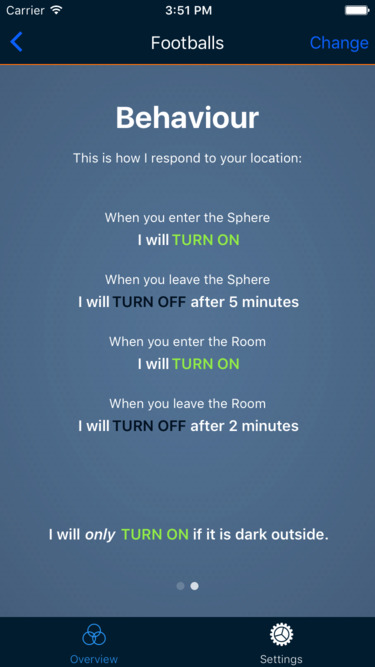 Carrier 3:51 PM
Footballs Change
Behaviour
This is how I respond to your location:
When you enter the Sphere
I will TURN ON
When you leave the Sphere
I will TURN OFF after 5 minutes
When you enter the Room
I will TURN ON
When you leave the Room
I will TURN OFF after 2 minutes
I will only TURN ON if it is dark outside.
Overview Settings